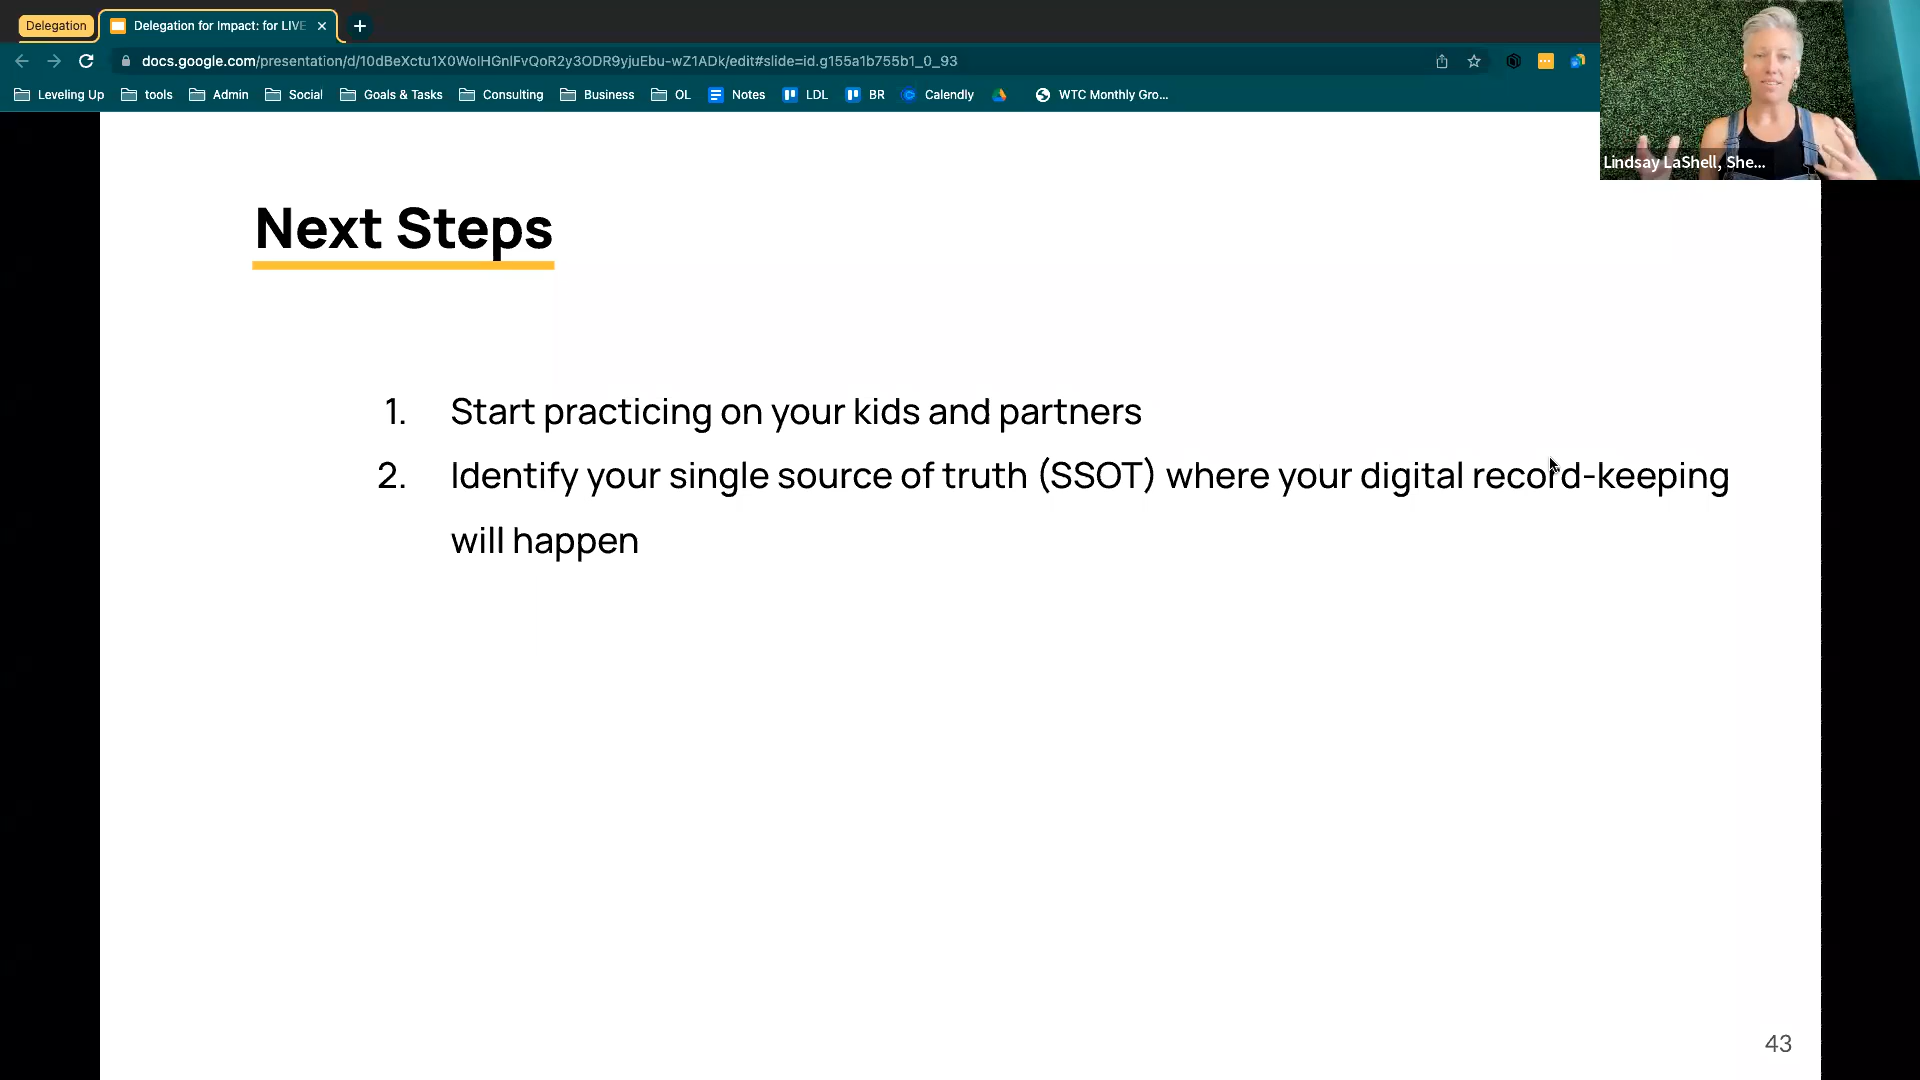 Delegation
Delegation for Impact: for LIVE
docs.google.com/presentation/d/10dBeXctu1X0WolHGnlFvQoR2y3ODR9yjuEbu-wZ1ADk/edit#slide=id.g155a1b755b1_0_93
Leveling Up tools Admin Social Goals & Tasks Consulting Business OL Notes LDL BR Calendly WTC Monthly Gro...
Lindsay LaShell, She...
Next Steps
1. Start practicing on your kids and partners
2. Identify your single source of truth (SSOT) where your digital record-keeping
will happen
43